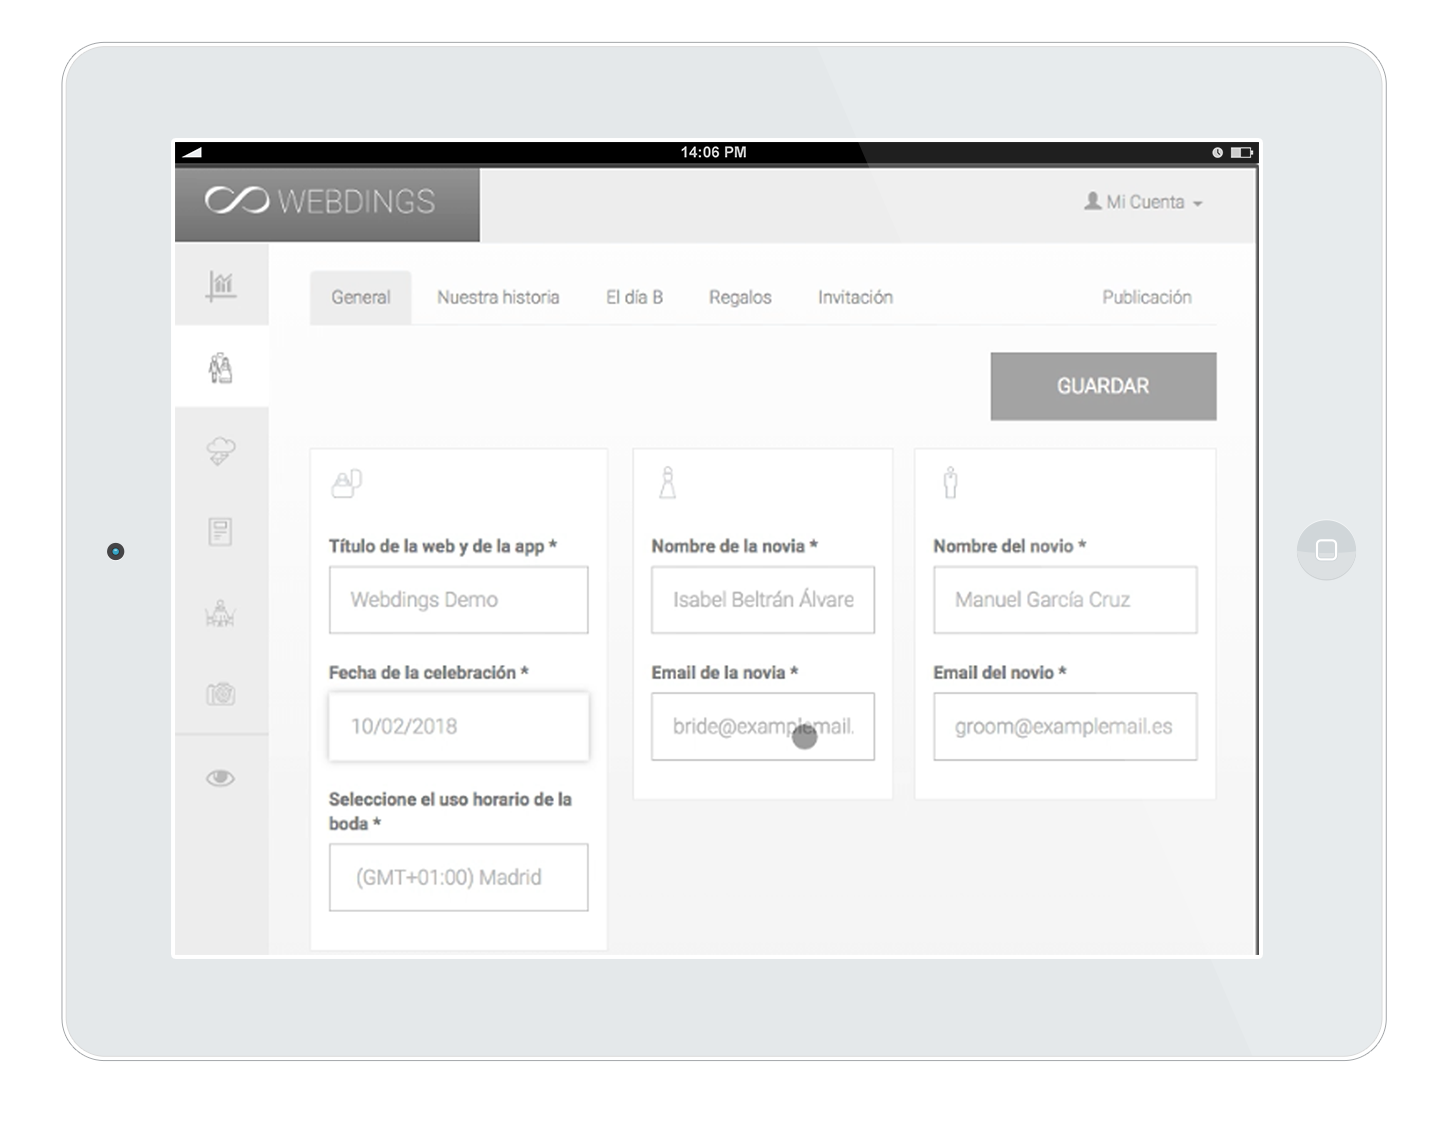 14:06 PM
WEBDINGS
Mi Cuenta
General
Nuestra historia
El día B
Regalos
Invitación
Publicación
GUARDAR
Título de la web y de la app *
Webdings Demo
Fecha de la celebración *
10/02/2018
Seleccione el uso horario de la
boda *
(GMT+01:00) Madrid
Nombre de la novia *
Isabel Beltrán Álvare
Email de la novia *
bride@examplemail.
Nombre del novio *
Manuel García Cruz
Email del novio *
groom@examplemail.es